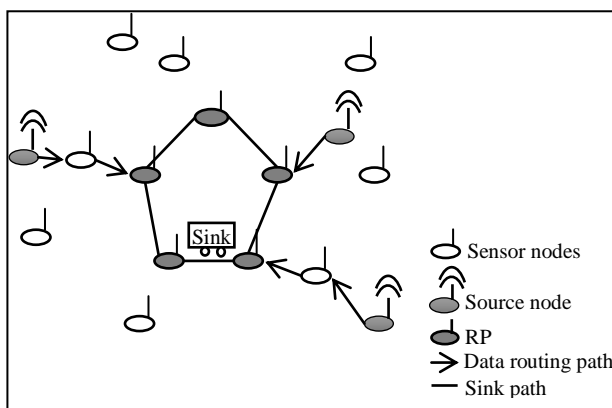 Sink
Sensor nodes
Source node
RP
Data routing path
Sink path